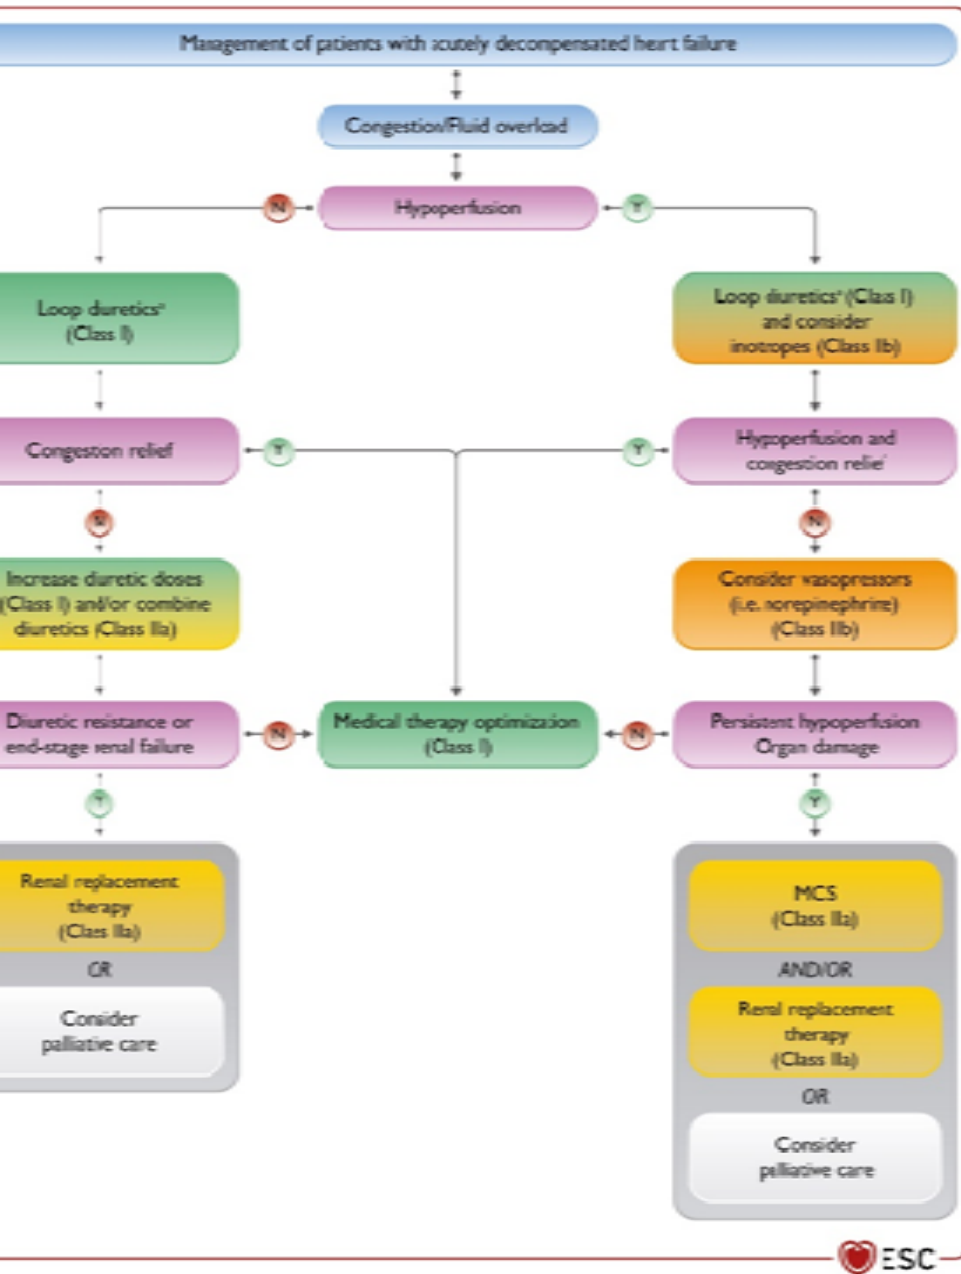 Management of patients with acutely decompensated heart failure
Congestion/Fluid overload
Hypoperfusion
N
Y
Loop diureticsᵃ
(Class I)
Loop diureticsᵃ (Class I)
and consider
inotropes (Class IIb)
Congestion relief
Y
Y
Hypoperfusion and
congestion relief
N
N
Increase diuretic doses
(Class I) and/or combine
diuretics (Class IIa)
Consider vasopressors
(i.e. norepinephrine)
(Class IIb)
Diuretic resistance or
end-stage renal failure
N
Medical therapy optimization
(Class I)
N
Persistent hypoperfusion
Organ damage
Y
Y
Renal replacement
therapy
(Class IIa)
OR
Consider
palliative care
MCS
(Class IIa)
AND/OR
Renal replacement
therapy
(Class IIa)
OR
Consider
palliative care
ESC